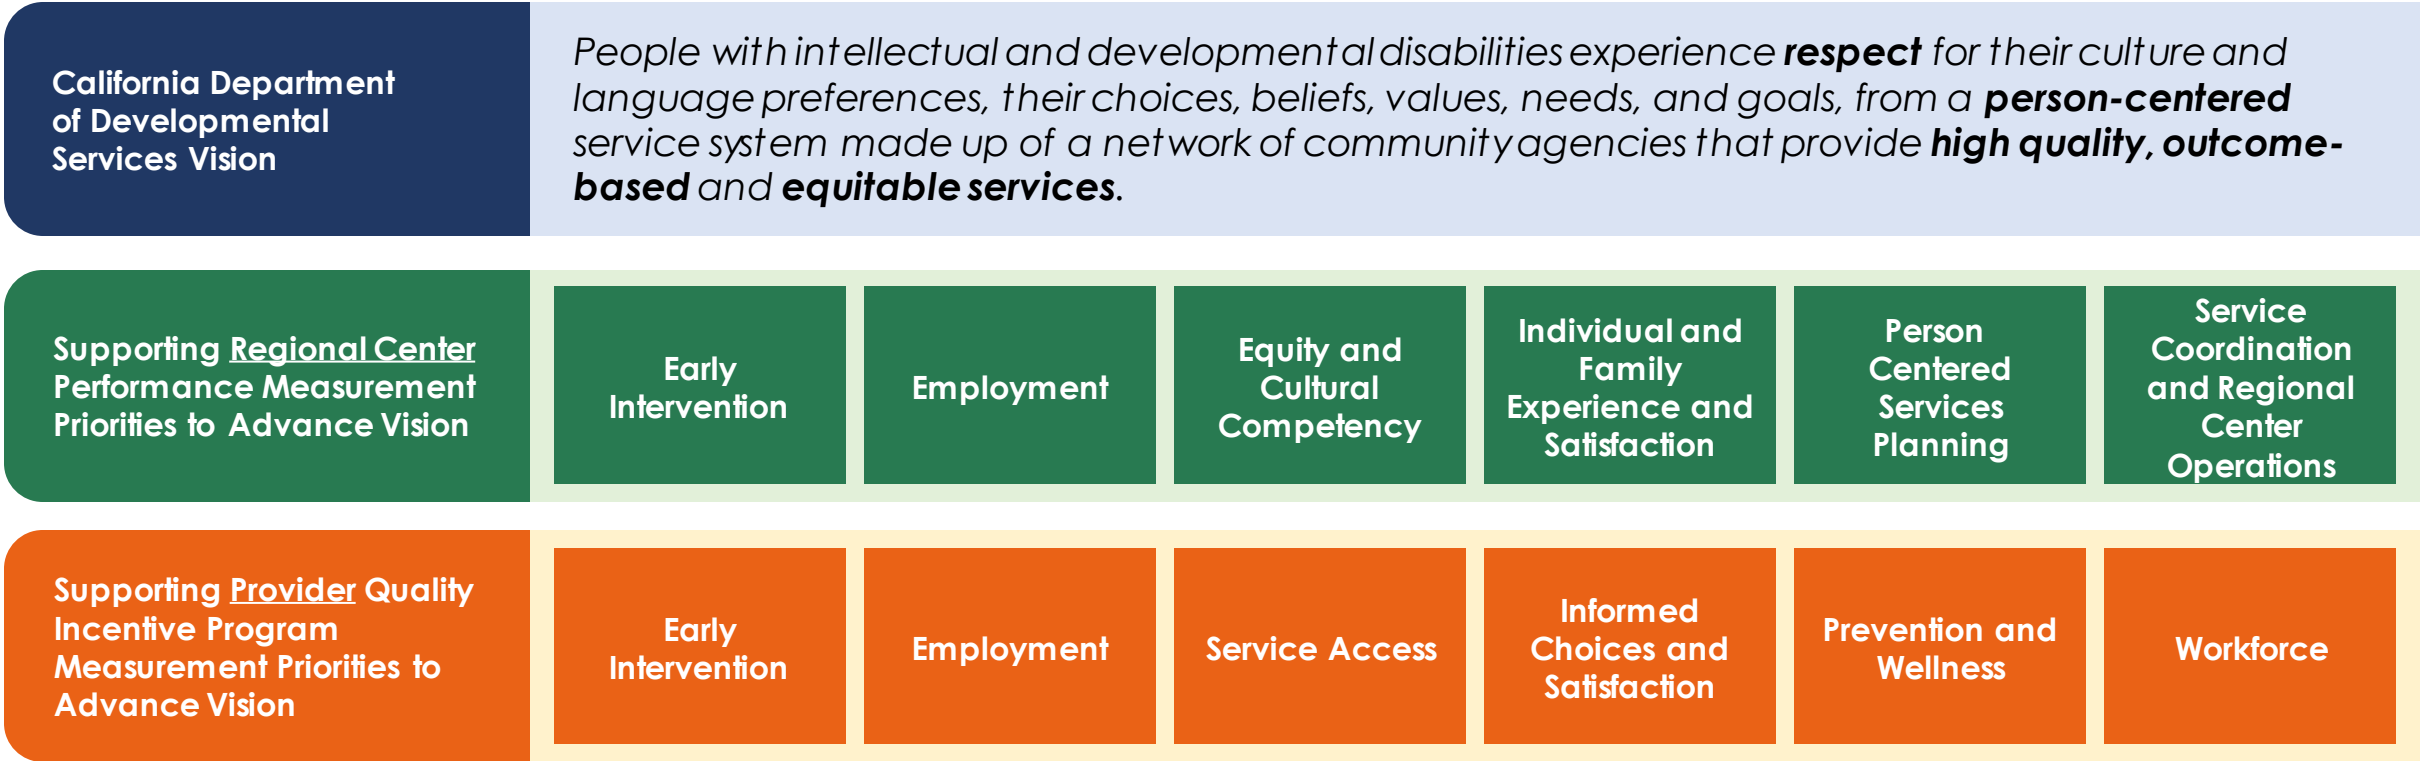 California Department
of Developmental
Services Vision
People with intellectual and developmental disabilities experience respect for their culture and
language preferences, their choices, beliefs, values, needs, and goals, from a person-centered
service system made up of a network of community agencies that provide high quality, outcome-
based and equitable services.
Supporting Regional Center
Performance Measurement
Priorities to Advance Vision
Early
Intervention
Employment
Equity and
Cultural
Competency
Individual and
Family
Experience and
Satisfaction
Person
Centered
Services
Planning
Service
Coordination
and Regional
Center
Operations
Supporting Provider Quality
Incentive Program
Measurement Priorities to
Advance Vision
Early
Intervention
Employment
Service Access
Informed
Choices and
Satisfaction
Prevention and
Wellness
Workforce